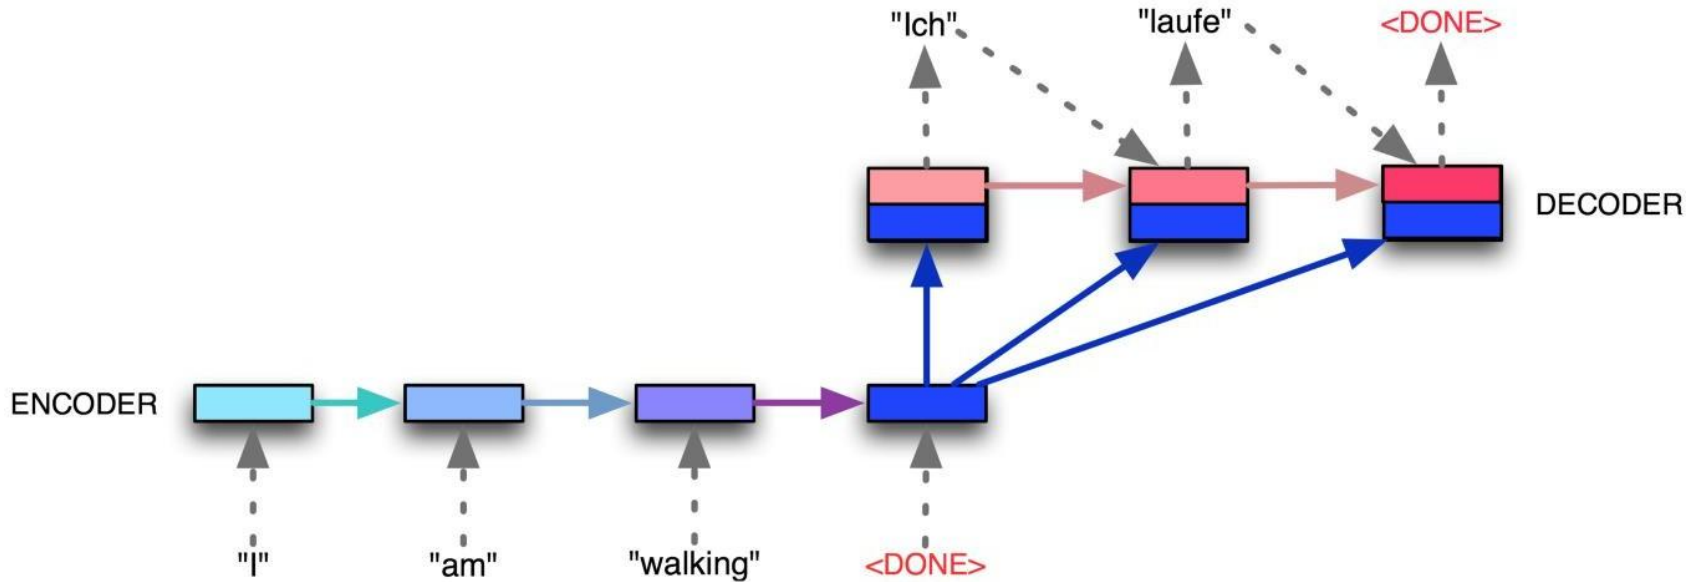 "Ich" "laufe" <DONE>
DECODER
ENCODER
"I" "am" "walking" <DONE>